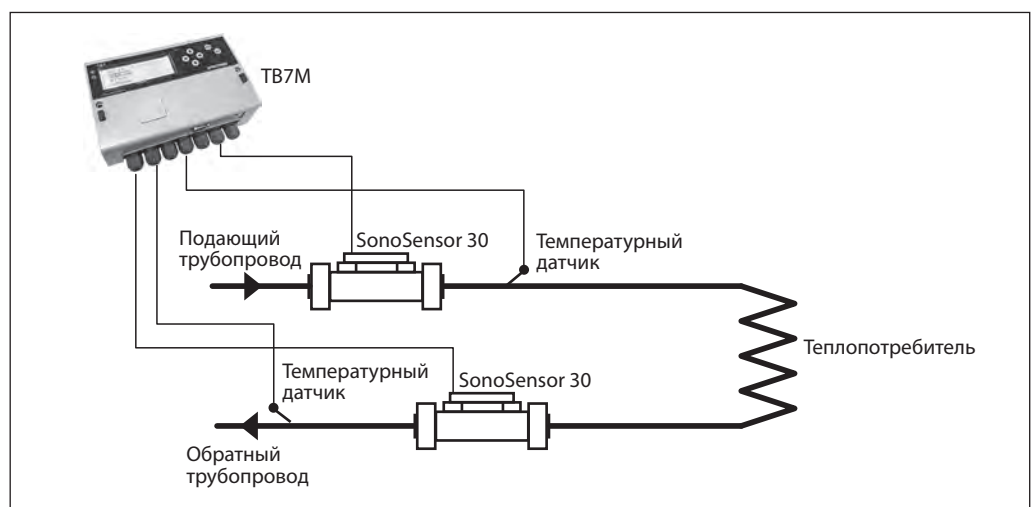 ТВ7М
Подающий
трубопровод
SonoSensor 30
Температурный
датчик
Теплопотребитель
Температурный
датчик
SonoSensor 30
Обратный
трубопровод